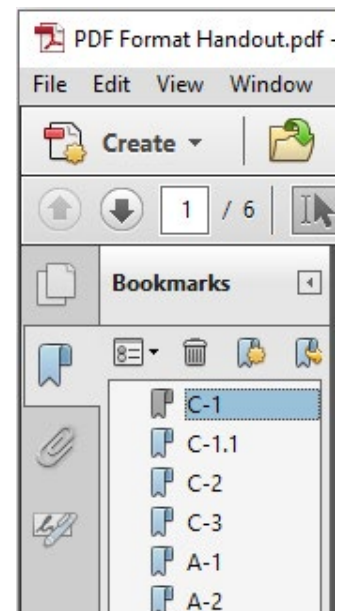 PDF Format Handout.pdf -
File Edit View Window
Create
1 / 6
Bookmarks
C-1
C-1.1
C-2
C-3
A-1
A-2